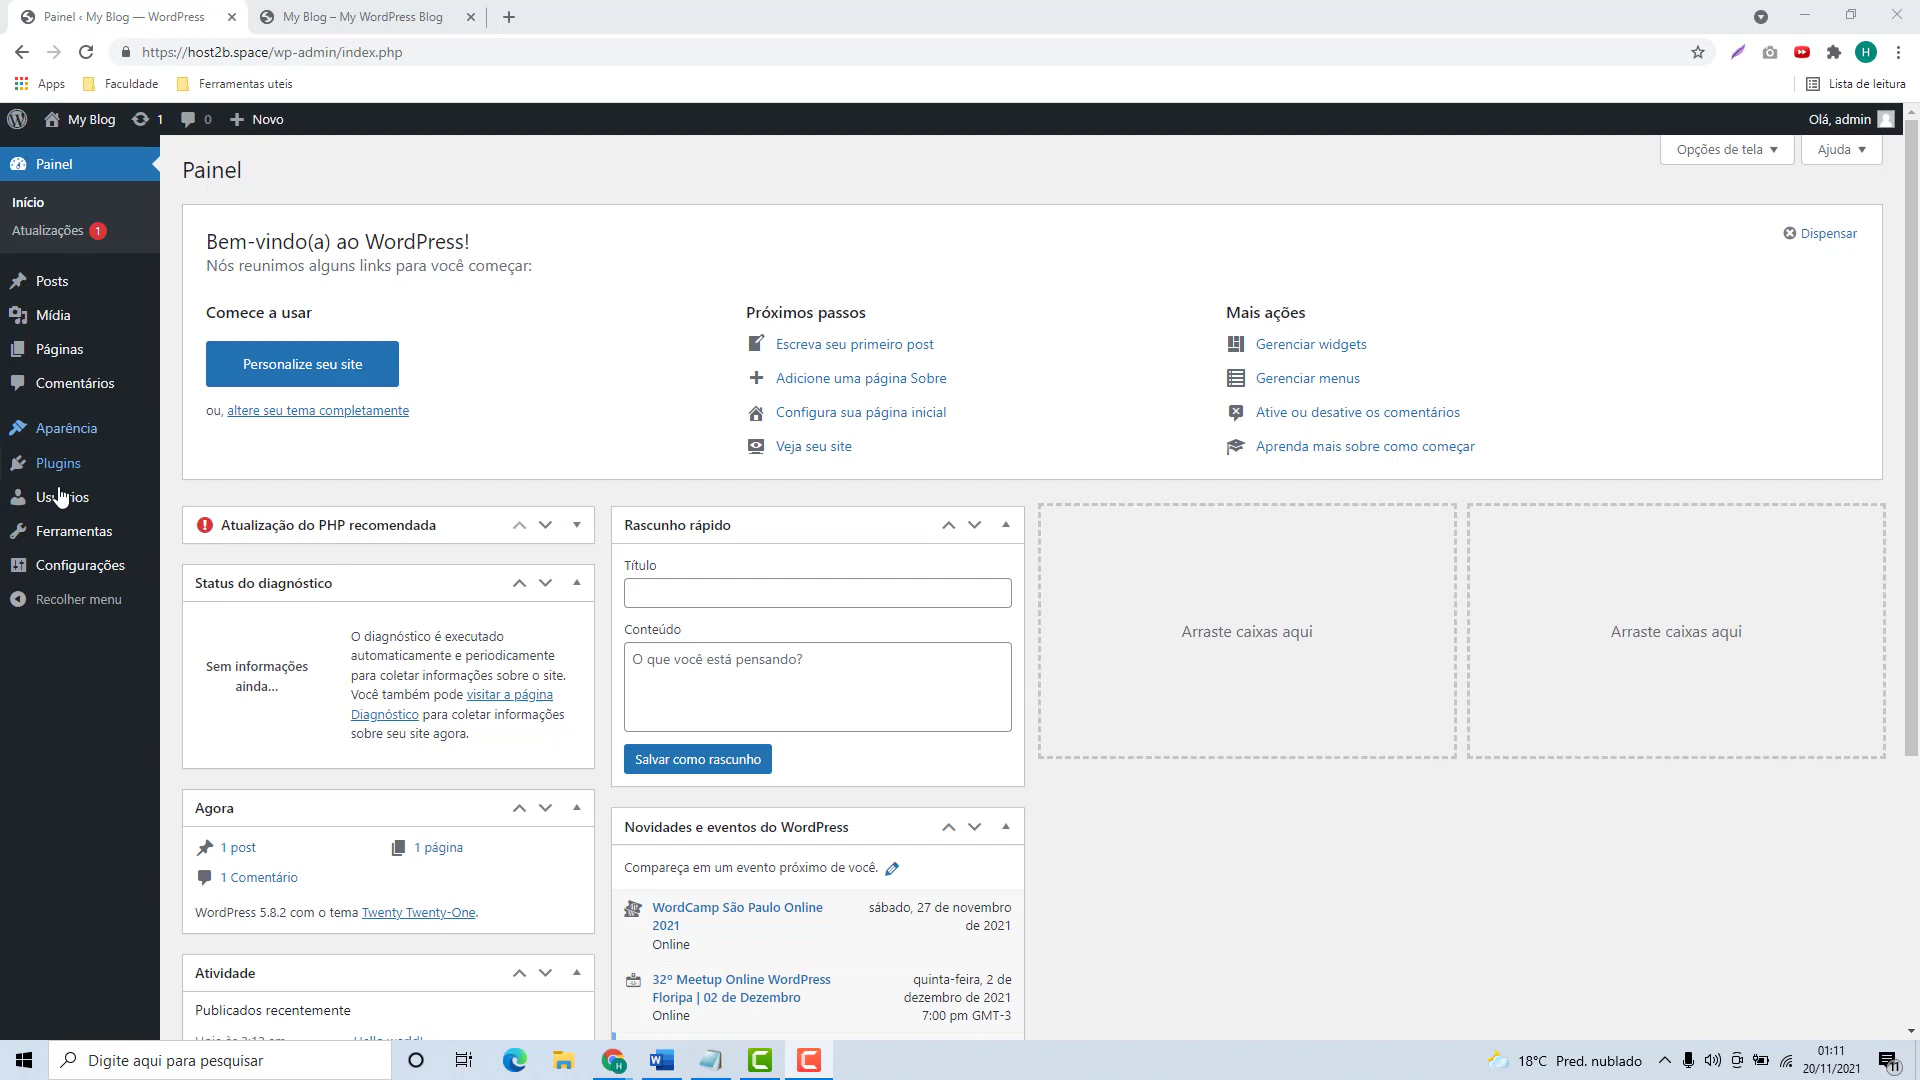 Painel ‹ My Blog — WordPress
My Blog – My WordPress Blog
https://host2b.space/wp-admin/index.php
H
Apps
Faculdade
Ferramentas uteis
Lista de leitura
My Blog
1
0
Novo
Olá, admin
Painel
Início
Atualizações 1
Posts
Mídia
Páginas
Comentários
Aparência
Plugins
Usuários
Ferramentas
Configurações
Recolher menu
Painel
Opções de tela
Ajuda
Bem-vindo(a) ao WordPress!
Nós reunimos alguns links para você começar:
Dispensar
Comece a usar
Personalize seu site
ou, altere seu tema completamente
Próximos passos
Escreva seu primeiro post
Adicione uma página Sobre
Configura sua página inicial
Veja seu site
Mais ações
Gerenciar widgets
Gerenciar menus
Ative ou desative os comentários
Aprenda mais sobre como começar
Atualização do PHP recomendada
Status do diagnóstico
Sem informações
ainda...
O diagnóstico é executado
automaticamente e periodicamente
para coletar informações sobre o site.
Você também pode visitar a página
Diagnóstico para coletar informações
sobre seu site agora.
Agora
1 post
1 página
1 Comentário
WordPress 5.8.2 com o tema Twenty Twenty-One.
Atividade
Publicados recentemente
Rascunho rápido
Título
Conteúdo
O que você está pensando?
Salvar como rascunho
Novidades e eventos do WordPress
Compareça em um evento próximo de você.
WordCamp São Paulo Online
2021
Online
sábado, 27 de novembro
de 2021
32º Meetup Online WordPress
Floripa | 02 de Dezembro
Online
quinta-feira, 2 de
dezembro de 2021
7:00 pm GMT-3
Arraste caixas aqui
Arraste caixas aqui
Digite aqui para pesquisar
18°C Pred. nublado
01:11
20/11/2021
11